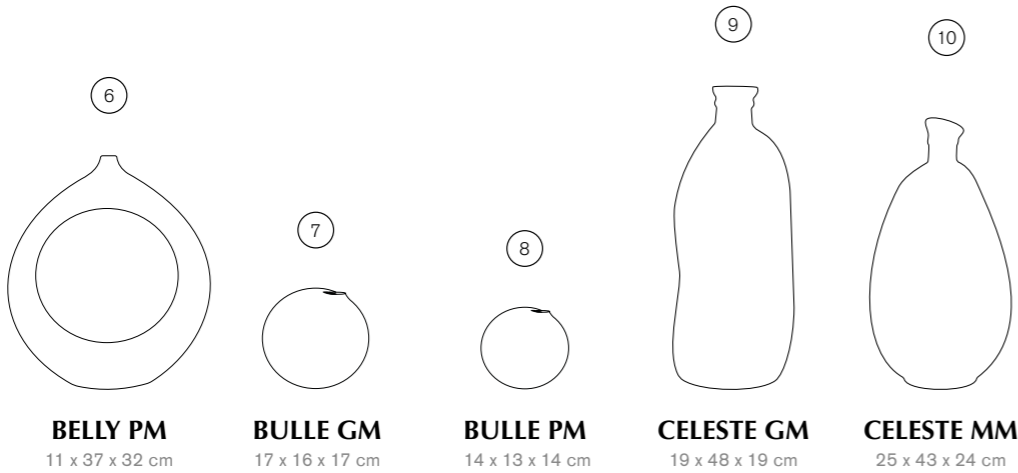 6
7
8
9
10
BELLY PM
11 x 37 x 32 cm
BULLE GM
17 x 16 x 17 cm
BULLE PM
14 x 13 x 14 cm
CELESTE GM
19 x 48 x 19 cm
CELESTE MM
25 x 43 x 24 cm